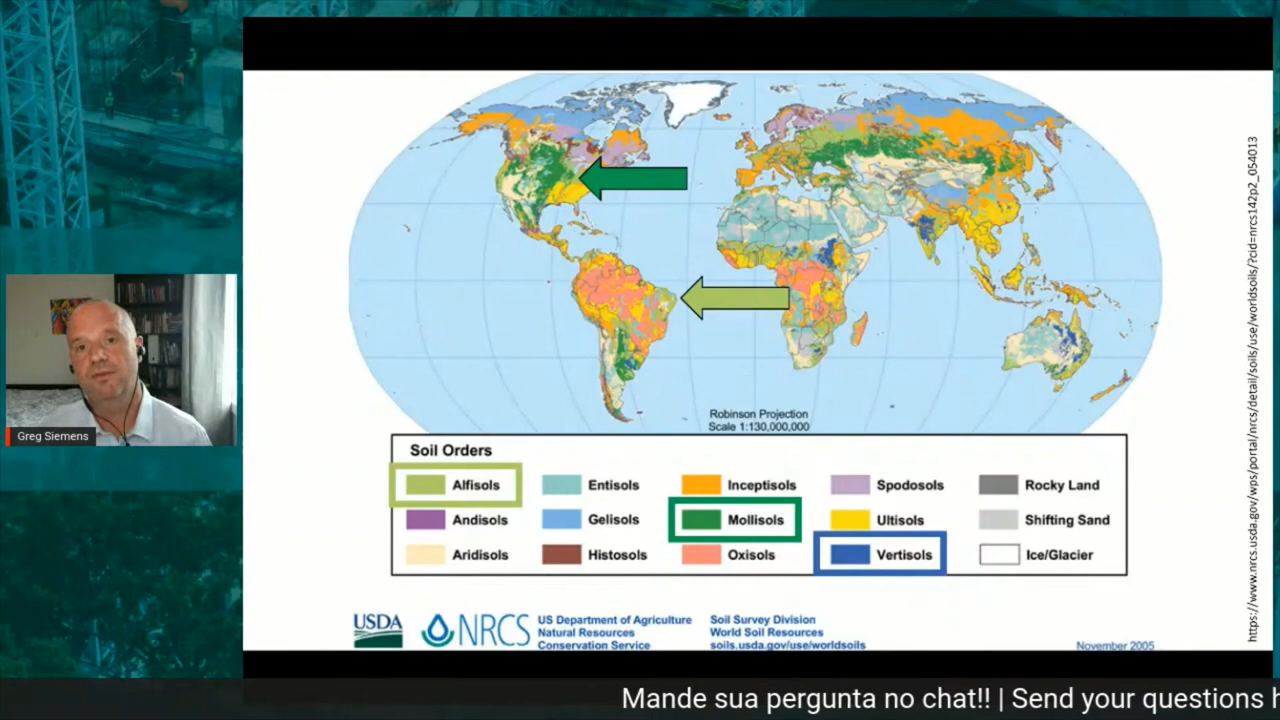 Greg Siemens
Robinson Projection
Scale 1:130,000,000
Soil Orders
Alfisols
Entisols
Inceptisols
Spodosols
Rocky Land
Andisols
Gelisols
Mollisols
Ultisols
Shifting Sand
Aridisols
Histosols
Oxisols
Vertisols
Ice/Glacier
USDA
NRCS
US Department of Agriculture
Natural Resources
Conservation Service
Soil Survey Division
World Soil Resources
soils.usda.gov/use/worldsoils
November 2005
https://www.nrcs.usda.gov/wps/portal/nrcs/detail/soils/use/worldsoils/?cid=nrcs142p2_054013
Mande sua pergunta no chat!! | Send your questions